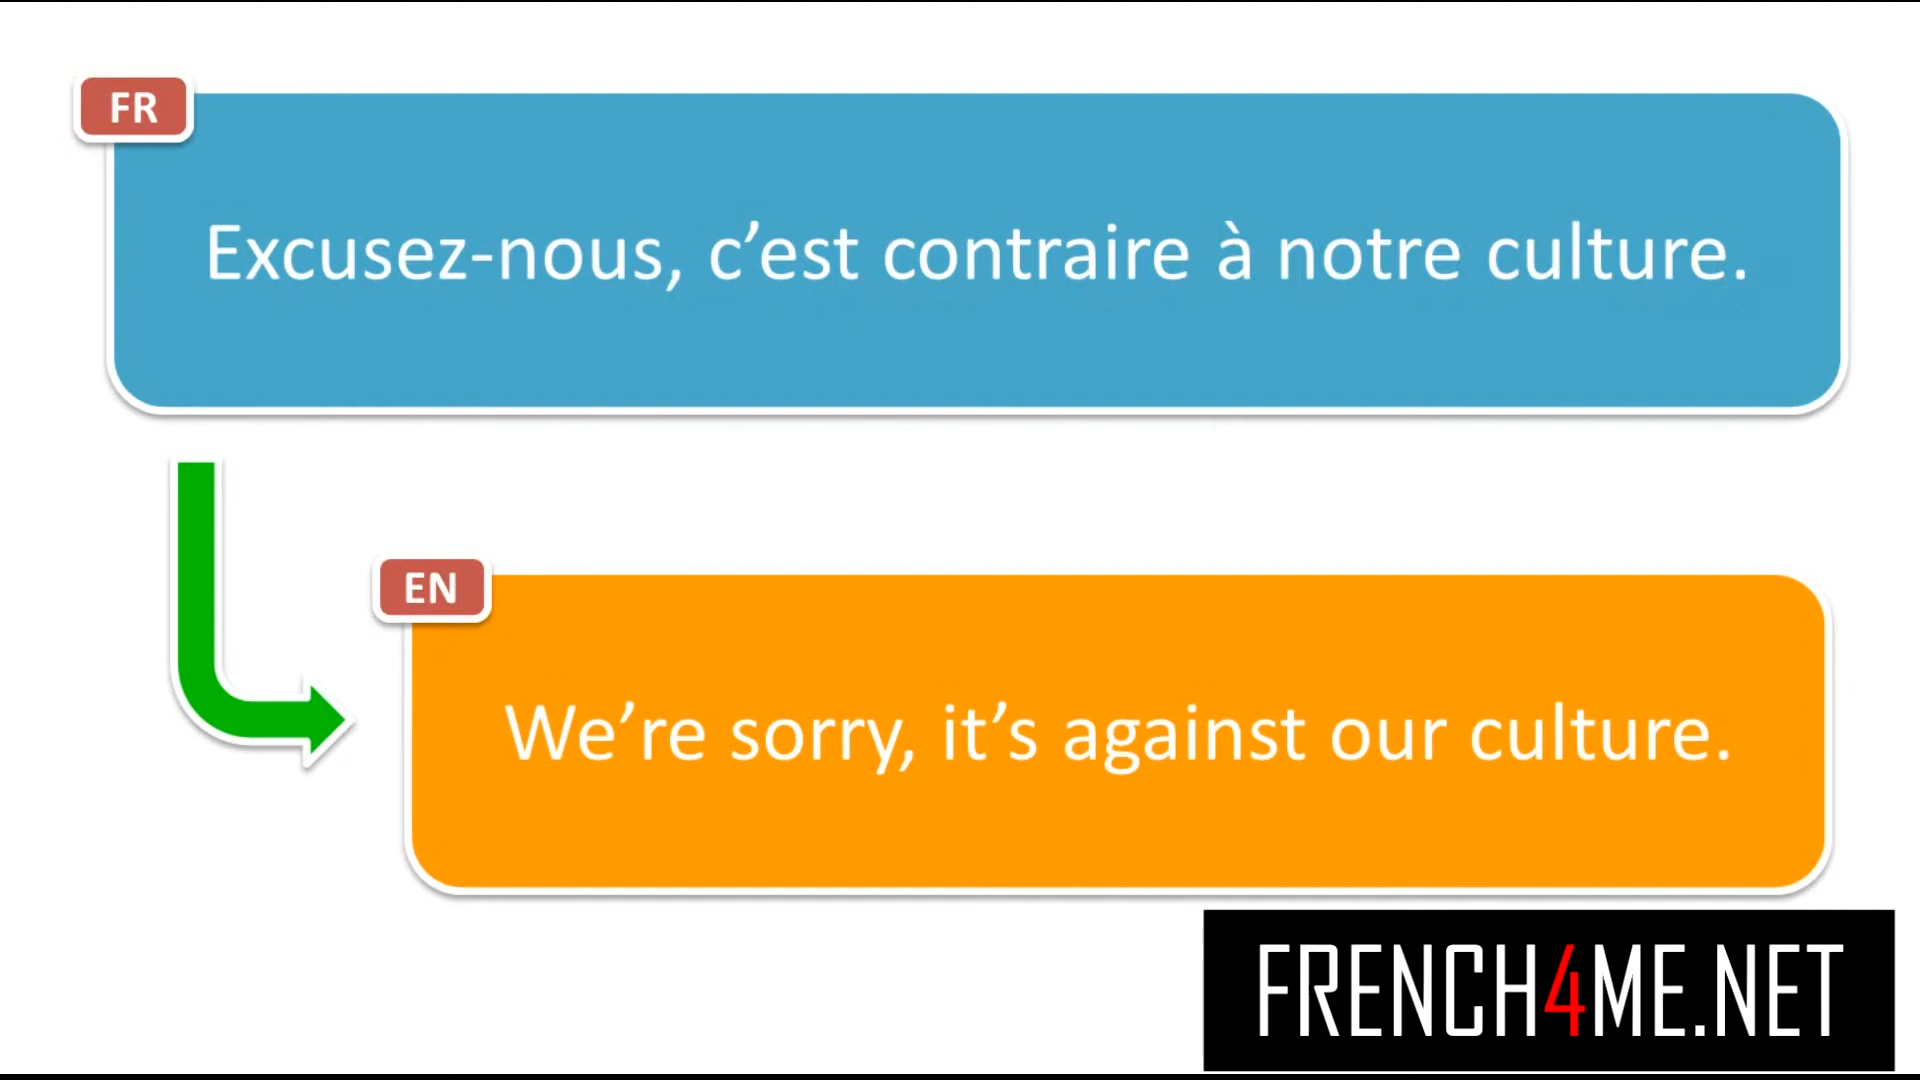 FR
Excusez-nous, c’est contraire à notre culture.
EN
We’re sorry, it’s against our culture.
FRENCH4ME.NET